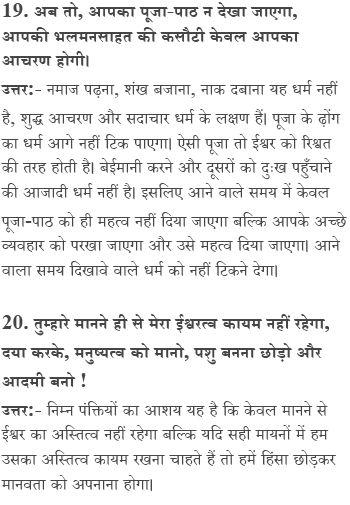 19. अब तो, आपका पूजा-पाठ न देखा जाएगा,
आपकी भलमनसाहत की कसौटी केवल आपका
आचरण होगी।
उत्तर:- नमाज पढ़ना, शंख बजाना, नाक दबाना यह धर्म नहीं
है, शुद्ध आचरण और सदाचार धर्म के लक्षण हैं। पूजा के ढ़ोंग
का धर्म आगे नहीं टिक पाएगा। ऐसी पूजा तो ईश्वर को रिश्वत
की तरह होती है। बेईमानी करने और दूसरों को दुःख पहुँचाने
की आजादी धर्म नहीं है। इसलिए आने वाले समय में केवल
पूजा-पाठ को ही महत्व नहीं दिया जाएगा बल्कि आपके अच्छे
व्यवहार को परखा जाएगा और उसे महत्व दिया जाएगा। आने
वाला समय दिखावे वाले धर्म को नहीं टिकने देगा।
20. तुम्हारे मानने ही से मेरा ईश्वरत्व कायम नहीं रहेगा,
दया करके, मनुष्यत्व को मानो, पशु बनना छोड़ो और
आदमी बनो !
उत्तर:- निम्न पंक्तियों का आशय यह है कि केवल मानने से
ईश्वर का अस्तित्व नहीं रहेगा बल्कि यदि सही मायनों में हम
उसका अस्तित्व कायम रखना चाहते हैं तो हमें हिंसा छोड़कर
मानवता को अपनाना होगा।